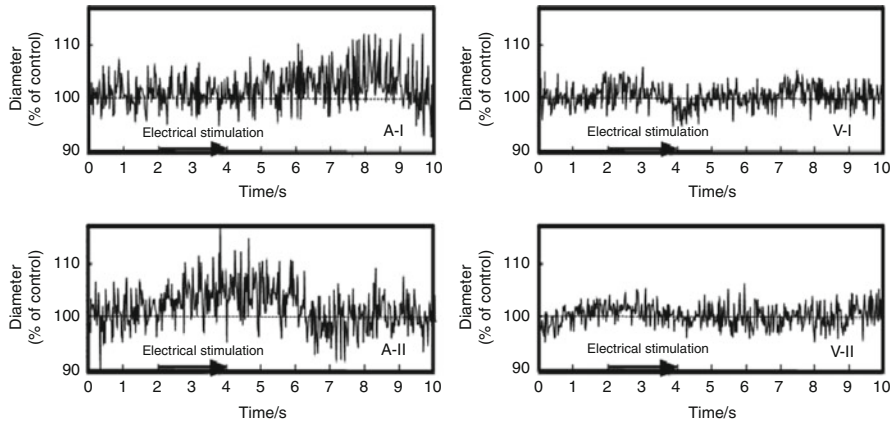 Diameter
(% of control)
110
100
90
Electrical stimulation
A-I
0 1 2 3 4 5 6 7 8 9 10
Time/s
Diameter
(% of control)
110
100
90
Electrical stimulation
V-I
0 1 2 3 4 5 6 7 8 9 10
Time/s
Diameter
(% of control)
110
100
90
Electrical stimulation
A-II
0 1 2 3 4 5 6 7 8 9 10
Time/s
Diameter
(% of control)
110
100
90
Electrical stimulation
V-II
0 1 2 3 4 5 6 7 8 9 10
Time/s